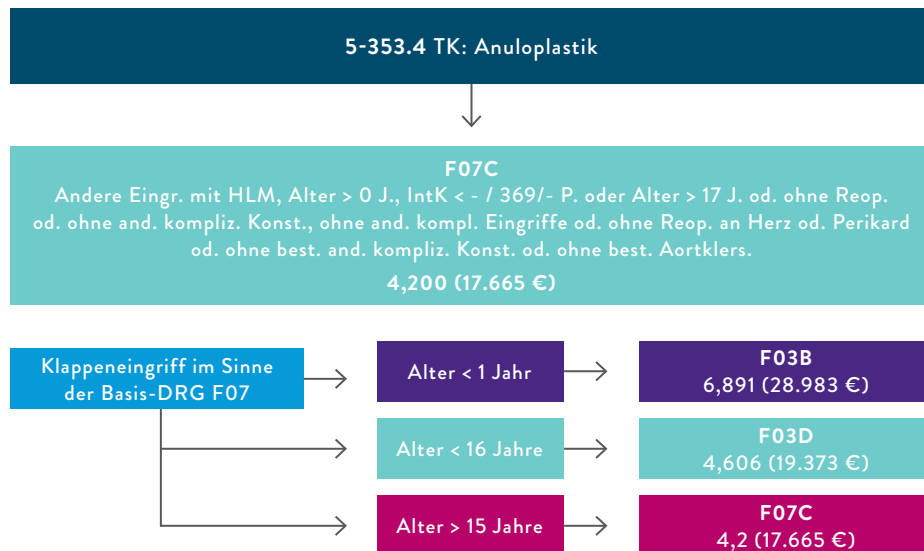 5-353.4 TK: Anuloplastik
F07C
Andere Eingr. mit HLM, Alter > 0 J., IntK < - / 369/- P. oder Alter > 17 J. od. ohne Reop.
od. ohne and. kompliz. Konst., ohne and. kompl. Eingriffe od. ohne Reop. an Herz od. Perikard
od. ohne best. and. kompliz. Konst. od. ohne best. Aortklers.
4,200 (17.665 €)
Klappeneingriff im Sinne
der Basis-DRG F07
Alter < 1 Jahr
F03B
6,891 (28.983 €)
Alter < 16 Jahre
F03D
4,606 (19.373 €)
Alter > 15 Jahre
F07C
4,2 (17.665 €)